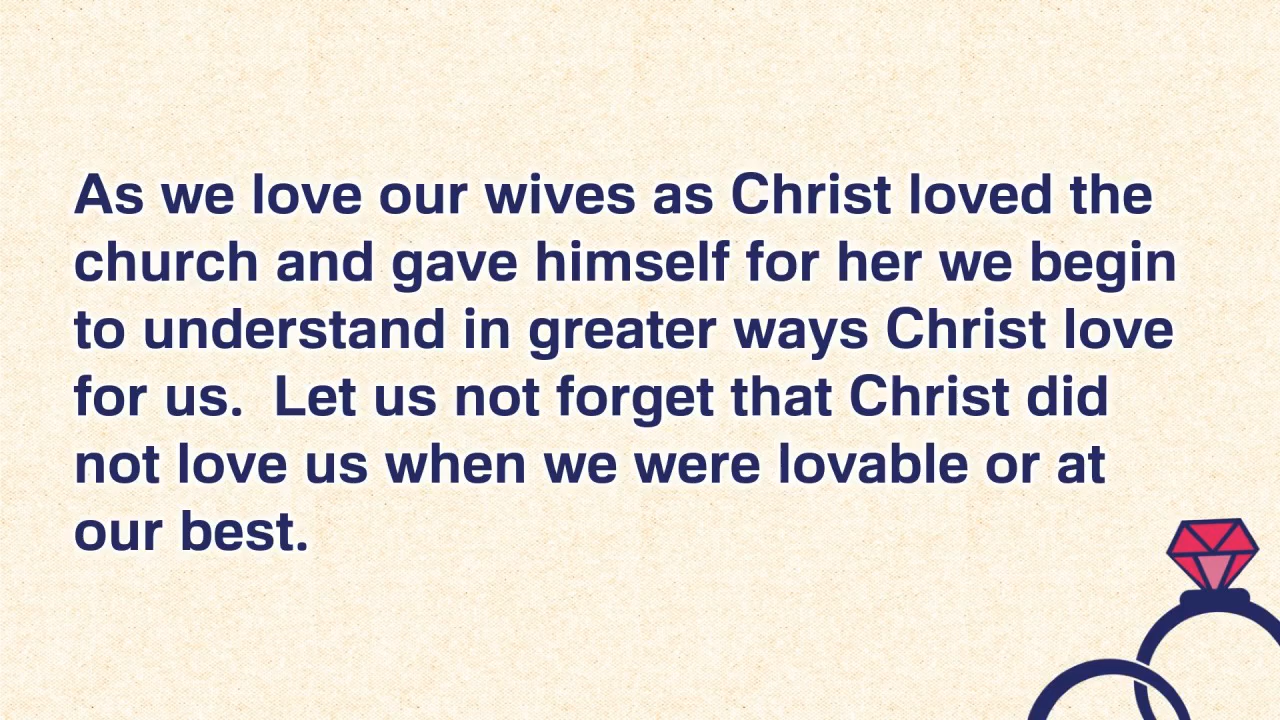 As we love our wives as Christ loved the
church and gave himself for her we begin
to understand in greater ways Christ love
for us.  Let us not forget that Christ did
not love us when we were lovable or at
our best.